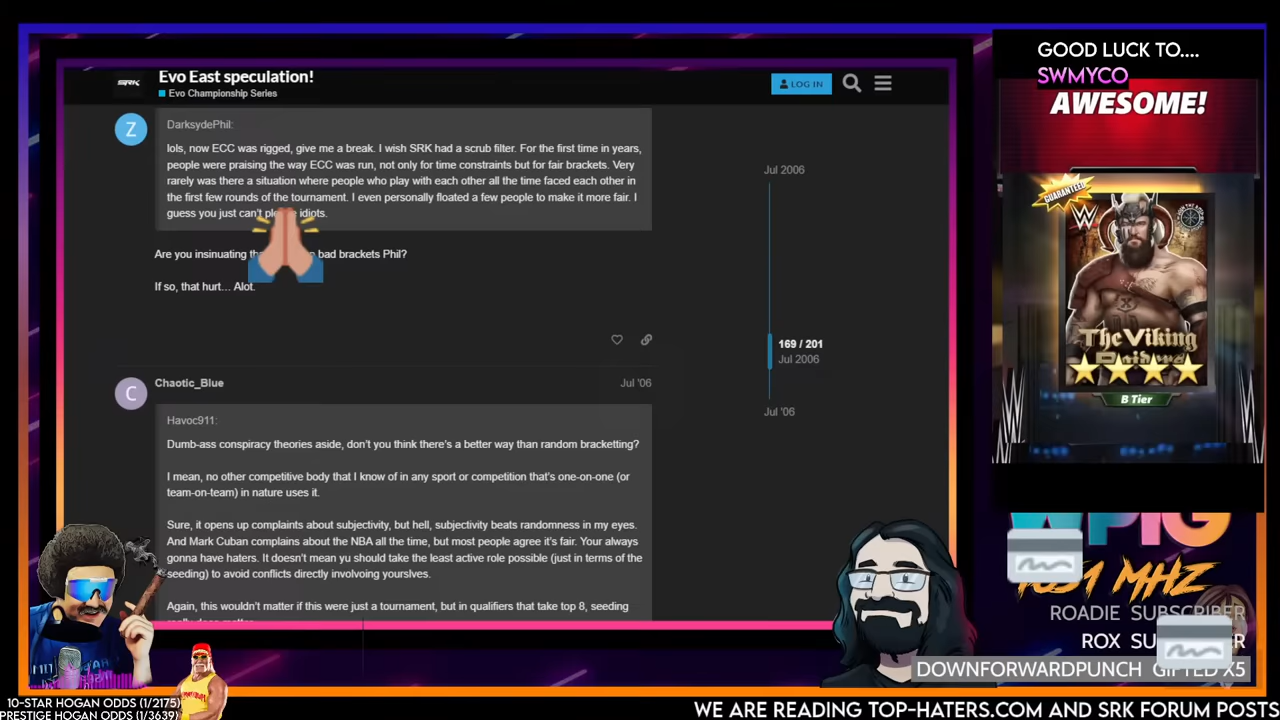 SRK
Evo East speculation!
Evo Championship Series
LOG IN
Z
DarksydePhil:
lols, now ECC was rigged, give me a break. I wish SRK had a scrub filter. For the first time in years,
people were praising the way ECC was run, not only for time constraints but for fair brackets. Very
rarely was there a situation where people who play with each other all the time faced each other in
the first few rounds of the tournament. I even personally floated a few people to make it more fair. I
guess you just can't idiots.
Are you insinuating bad brackets Phil?
If so, that hurt... Alot.
C
Chaotic_Blue
Jul '06
Havoc911:
Dumb-ass conspiracy theories aside, don't you think there's a better way than random bracketting?
I mean, no other competitive body that I know of in any sport or competition that's one-on-one (or
team-on-team) in nature uses it.
Sure, it opens up complaints about subjectivity, but hell, subjectivity beats randomness in my eyes.
And Mark Cuban complains about the NBA all the time, but most people agree it's fair. Your always
gonna have haters. It doesn't mean yu should take the least active role possible (just in terms of the
seeding) to avoid conflicts directly involvoing yourslves.
Again, this wouldn't matter if this were just a tournament, but in qualifiers that take top 8, seeding
Jul 2006
169 / 201
Jul 2006
Jul '06
GOOD LUCK TO....
SWMYCO
AWESOME!
GUARANTEED
The Viking
B Tier
MHZ
ROADIE SUBSCRIBER
ROX
DOWNFORWARDPUNCH GIFTED X5
10-STAR HOGAN ODDS (1/2175)
PRESTIGE HOGAN ODDS (1/3639)
WE ARE READING TOP-HATERS.COM AND SRK FORUM POSTS